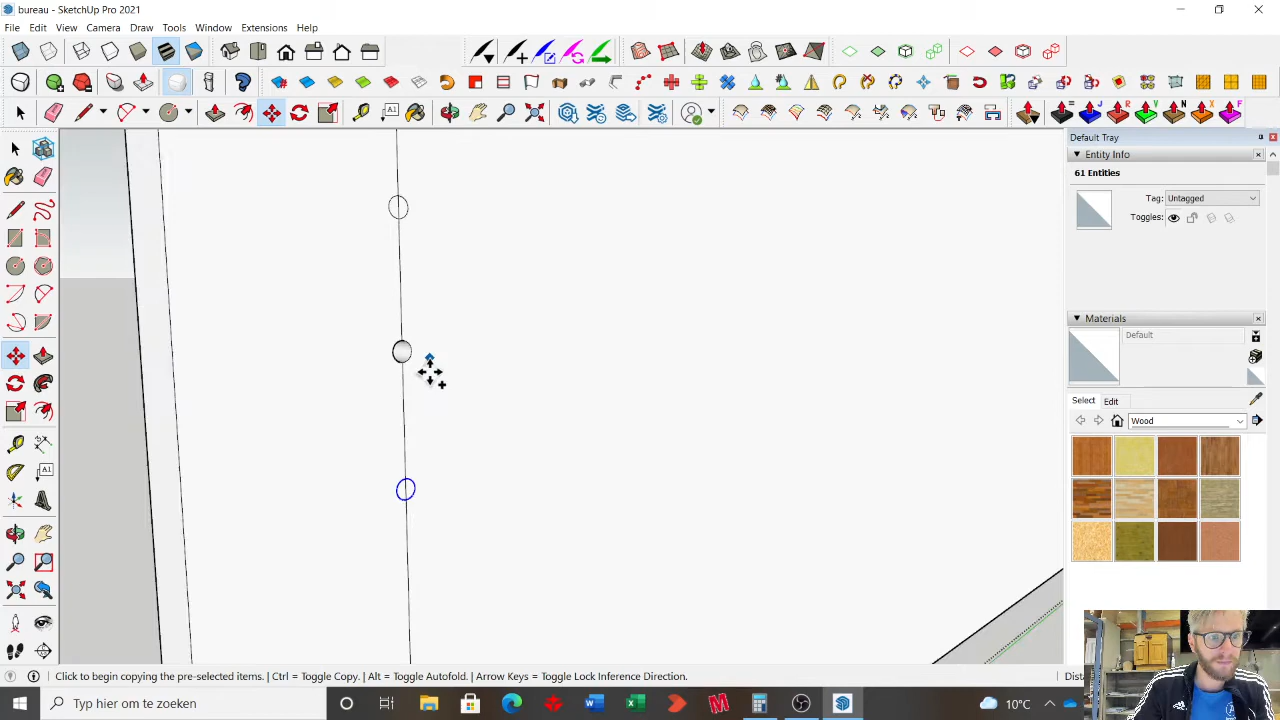 bureau - SketchUp Pro 2021
File Edit View Camera Draw Tools Window Extensions Help
A1
Default Tray
Entity Info
61 Entities
Tag: Untagged
Toggles:
Materials
Default
Select Edit
Wood
A1
Click to begin copying the pre-selected items. | Ctrl = Toggle Copy. | Alt = Toggle Autofold. | Arrow Keys = Toggle Lock Inference Direction.
Typ hier om te zoeken
10°C